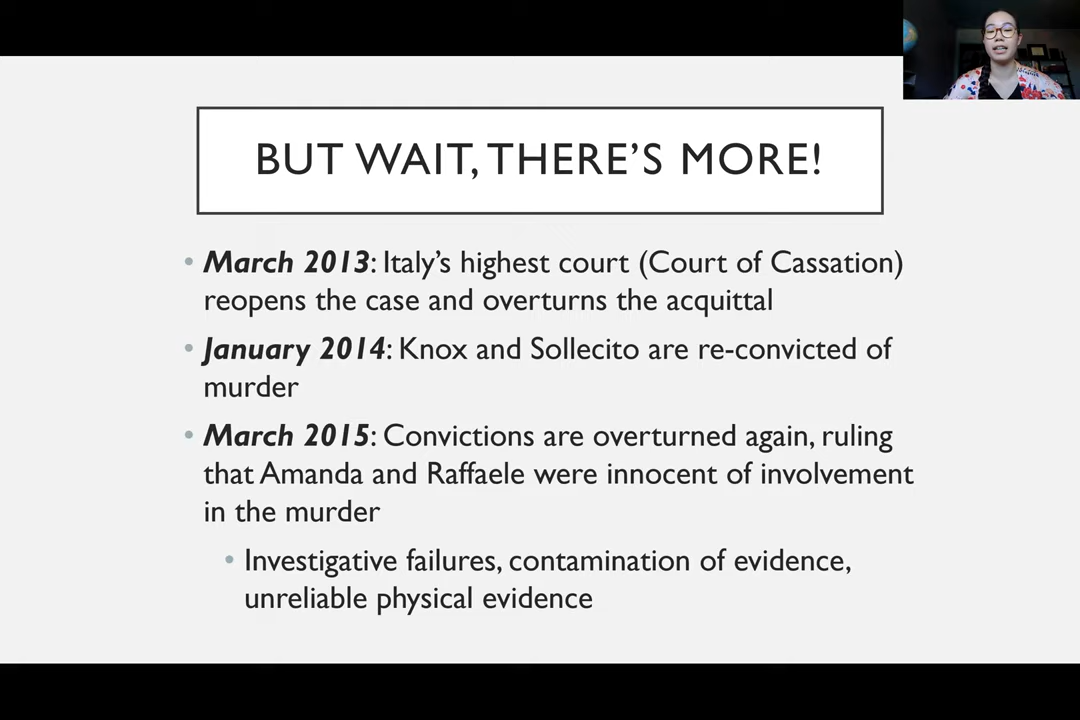 BUT WAIT, THERE'S MORE!
• March 2013: Italy's highest court (Court of Cassation)
reopens the case and overturns the acquittal
• January 2014: Knox and Sollecito are re-convicted of
murder
• March 2015: Convictions are overturned again, ruling
that Amanda and Raffaele were innocent of involvement
in the murder
• Investigative failures, contamination of evidence,
unreliable physical evidence